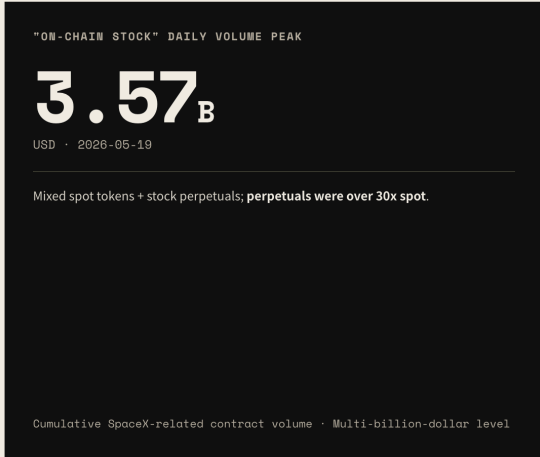 "ON-CHAIN STOCK" DAILY VOLUME PEAK
3.57B
USD · 2026-05-19
Mixed spot tokens + stock perpetuals; perpetuals were over 30x spot.
Cumulative SpaceX-related contract volume · Multi-billion-dollar level